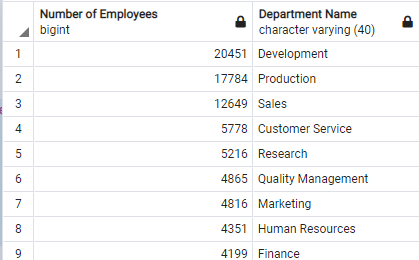 Number of Employees Department Name
bigint character varying (40)
1 20451 Development
2 17784 Production
3 12649 Sales
4 5778 Customer Service
5 5216 Research
6 4865 Quality Management
7 4816 Marketing
8 4351 Human Resources
9 4199 Finance